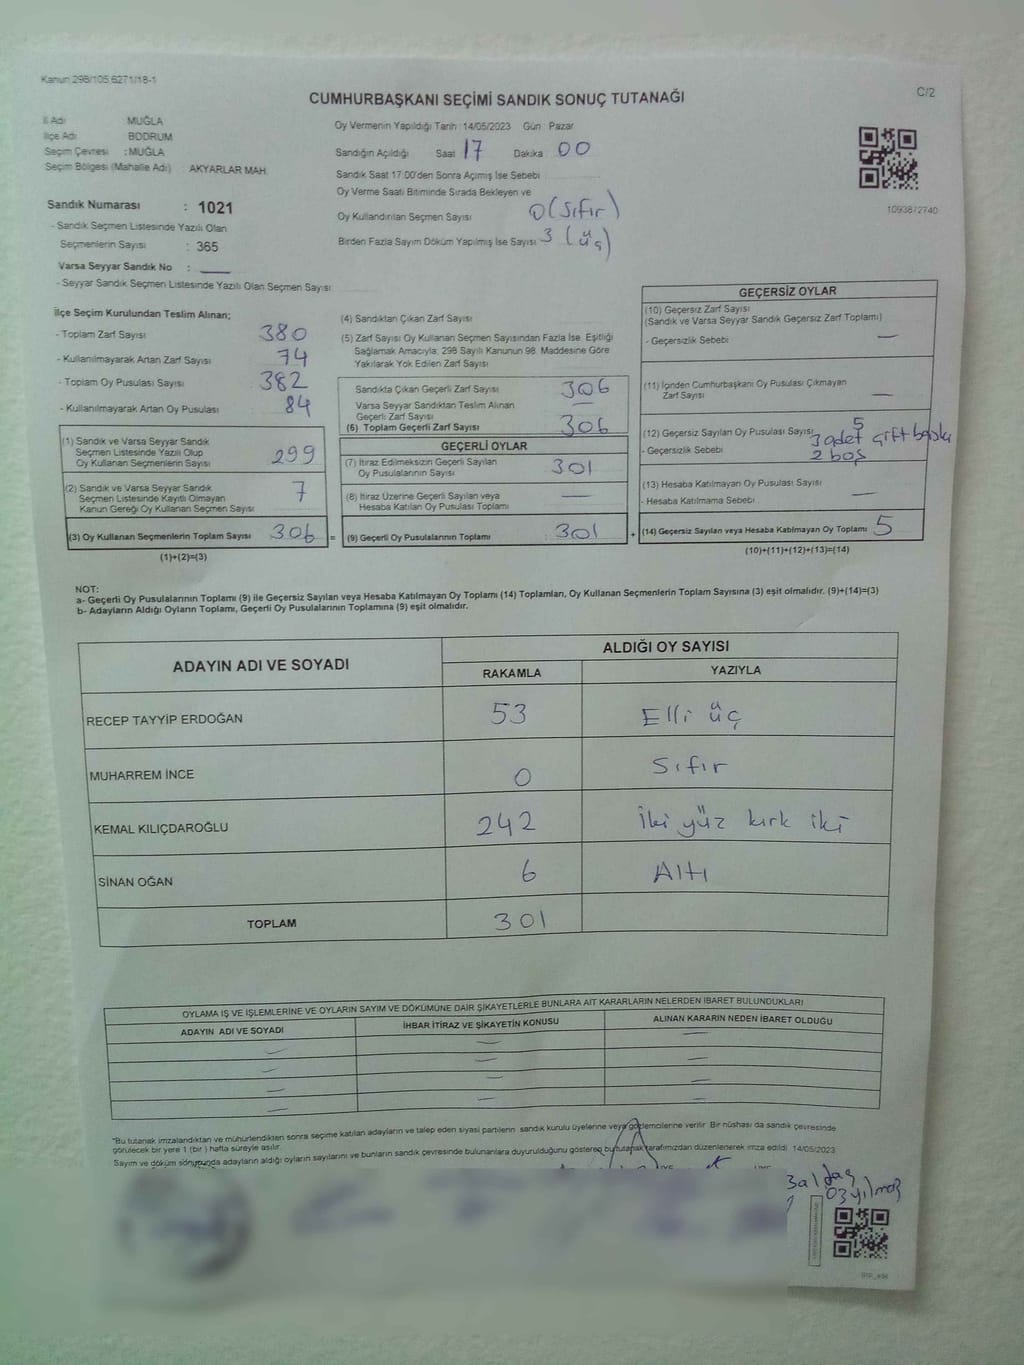 Kanun 298/105 6271/18-1
CUMHURBAŞKANI SEÇİMİ SANDIK SONUÇ TUTANAĞI
C/2
İl Adı MUĞLA
İlçe Adı BODRUM
Seçim Çevresi : MUĞLA
Seçim Bölgesi (Mahalle Adı) AKYARLAR MAH.
Oy Vermenin Yapıldığı Tarih : 14/05/2023 Gün : Pazar
Sandığın Açıldığı Saat 17 Dakika 00
Sandık Saat 17:00'den Sonra Açımış İse Sebebi
Oy Verme Saati Bitiminde Sırada Bekleyen ve
Oy Kullandırılan Seçmen Sayısı 0 (Sıfır)
Birden Fazla Sayım Döküm Yapılmış İse Sayısı 3 (üç)
1093872740
Sandık Numarası : 1021
- Sandık Seçmen Listesinde Yazılı Olan
Seçmenlerin Sayısı : 365
Varsa Seyyar Sandık No :
- Seyyar Sandık Seçmen Listesinde Yazılı Olan Seçmen Sayısı
İlçe Seçim Kurulundan Teslim Alınan;
- Toplam Zarf Sayısı 380
- Kullanılmayarak Artan Zarf Sayısı 74
- Toplam Oy Pusulası Sayısı 382
- Kullanılmayarak Artan Oy Pusulası 84
(1) Sandık ve Varsa Seyyar Sandık
Seçmen Listesinde Yazılı Olup
Oy Kullanan Seçmenlerin Sayısı 299
(2) Sandık ve Varsa Seyyar Sandık
Seçmen Listesinde Kayıtlı Olmayan
Kanun Gereği Oy Kullanan Seçmen Sayısı 7
(3) Oy Kullanan Seçmenlerin Toplam Sayısı 306 =
(1)+(2)=(3)
(4) Sandıktan Çıkan Zarf Sayısı
(5) Zarf Sayısı Oy Kullanan Seçmen Sayısından Fazla İse Eşitliği
Sağlamak Amacıyla, 298 Sayılı Kanunun 98. Maddesine Göre
Yakılarak Yok Edilen Zarf Sayısı
Sandıkta Çıkan Geçerli Zarf Sayısı 306
Varsa Seyyar Sandıktan Teslim Alınan
Geçerli Zarf Sayısı —
(6) Toplam Geçerli Zarf Sayısı 306
GEÇERLİ OYLAR
(7) İtiraz Edilmeksizin Geçerli Sayılan
Oy Pusulalarının Sayısı 301
(8) İtiraz Üzerine Geçerli Sayılan veya
Hesaba Katılan Oy Pusulası Toplamı —
(9) Geçerli Oy Pusulalarının Toplamı : 301 +
GEÇERSİZ OYLAR
(10) Geçersiz Zarf Sayısı
(Sandık ve Varsa Seyyar Sandık Geçersiz Zarf Toplamı)
- Geçersizlik Sebebi —
(11) İçinden Cumhurbaşkanı Oy Pusulası Çıkmayan
Zarf Sayısı —
(12) Geçersiz Sayılan Oy Pusulası Sayısı 5
3 adet çift baskı
- Geçersizlik Sebebi 2 boş
(13) Hesaba Katılmayan Oy Pusulası Sayısı
- Hesaba Katılmama Sebebi —
(14) Geçersiz Sayılan veya Hesaba Katılmayan Oy Toplamı 5
(10)+(11)+(12)+(13)=(14)
NOT:
a- Geçerli Oy Pusulalarının Toplamı (9) ile Geçersiz Sayılan veya Hesaba Katılmayan Oy Toplamı (14) Toplamları, Oy Kullanan Seçmenlerin Toplam Sayısına (3) eşit olmalıdır. (9)+(14)=(3)
b- Adayların Aldığı Oyların Toplamı, Geçerli Oy Pusulalarının Toplamına (9) eşit olmalıdır.
ADAYIN ADI VE SOYADI ALDIĞI OY SAYISI
RAKAMLA YAZIYLA
RECEP TAYYİP ERDOĞAN 53 Elli üç
MUHARREM İNCE 0 Sıfır
KEMAL KILIÇDAROĞLU 242 İki yüz kırk iki
SİNAN OĞAN 6 Altı
TOPLAM 301
OYLAMA İŞ VE İŞLEMLERİNE VE OYLARIN SAYIM VE DÖKÜMÜNE DAİR ŞİKAYETLERLE BUNLARA AİT KARARLARIN NELERDEN İBARET BULUNDUKLARI
ADAYIN ADI VE SOYADI İHBAR İTİRAZ VE ŞİKAYETİN KONUSU ALINAN KARARIN NEDEN İBARET OLDUĞU
*Bu tutanak imzalandıktan ve mühürlendikten sonra seçime katılan adayların ve talep eden siyasi partilerin sandık kurulu üyelerine veya gözlemcilerine verilir. Bir nüshası da sandık çevresinde
görülecek bir yere 1 (bir) hafta süreyle asılır.
Sayım ve döküm sonucunda adayların aldığı oyların sayılarını ve bunların sandık çevresinde bulunanlara duyurulduğunu gösteren bu tutanak tarafımızdan düzenlenerek imza edildi. 14/05/2023